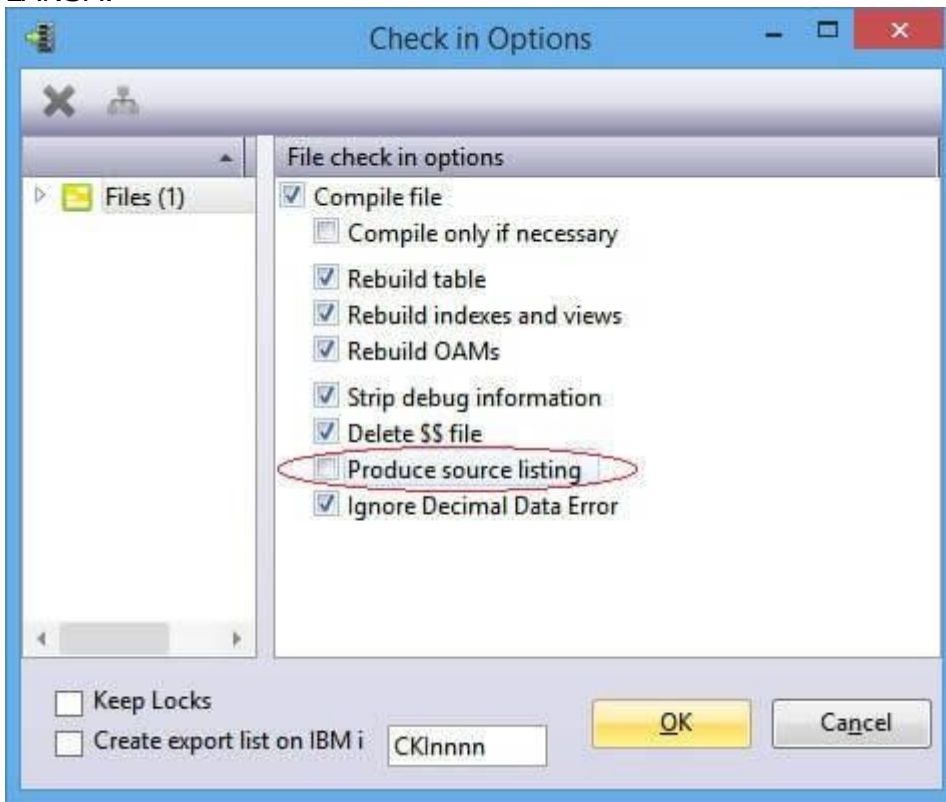 Check in Options
File check in options
Files (1)
Compile file
Compile only if necessary
Rebuild table
Rebuild indexes and views
Rebuild OAMs
Strip debug information
Delete $$ file
Produce source listing
Ignore Decimal Data Error
Keep Locks
Create export list on IBM i
CKInnnn
OK
Cancel